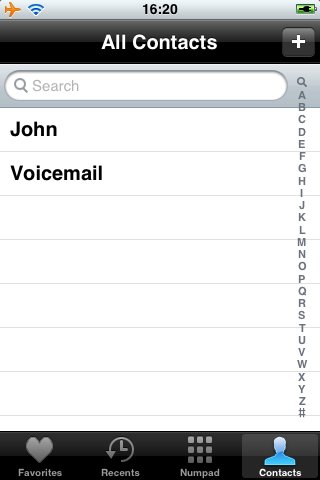 16:20
All Contacts
+
Search
A
B
C
D
E
F
G
H
I
J
K
L
M
N
O
P
Q
R
S
T
U
V
W
X
Y
Z
#
John
Voicemail
Favorites
Recents
Numpad
Contacts